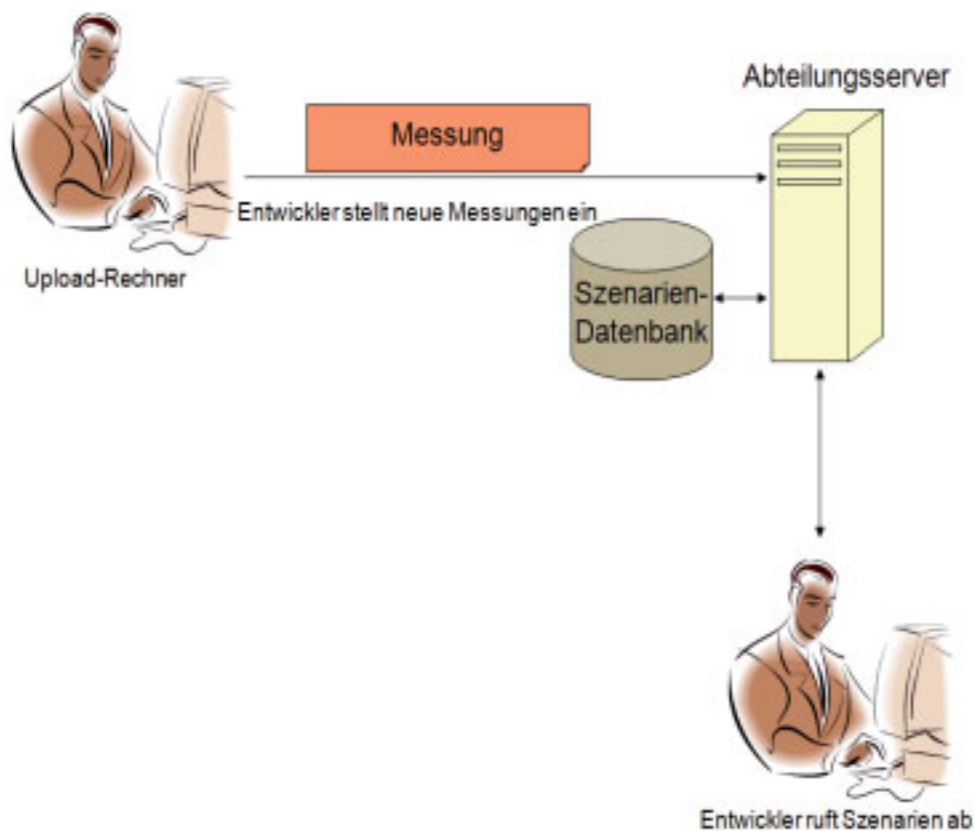 Abteilungsserver
Messung
Entwickler stellt neue Messungen ein
Upload-Rechner
Szenarien-
Datenbank
Entwickler ruft Szenarien ab